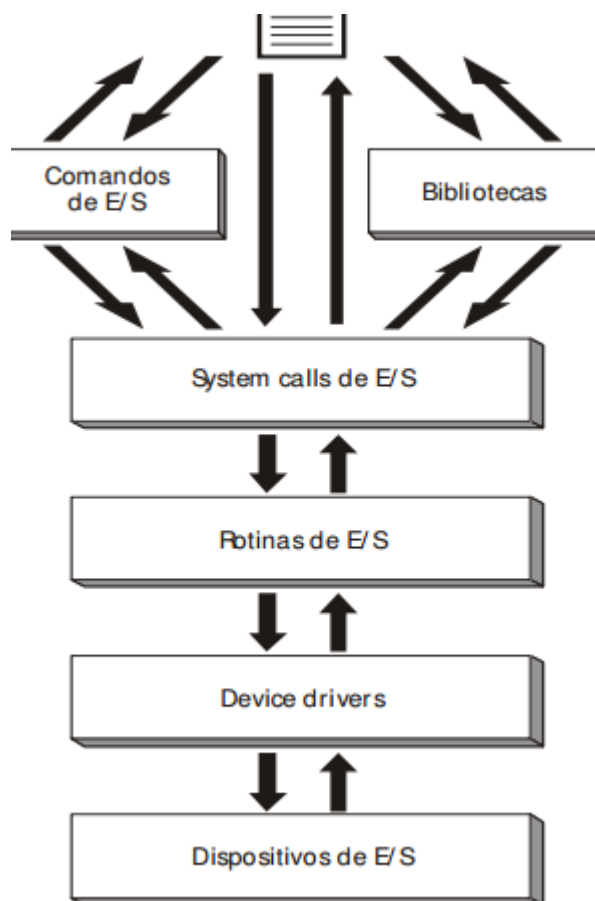 Comandos
de E/S
Bibliotecas
System calls de E/S
Rotinas de E/S
Device drivers
Dispositivos de E/S